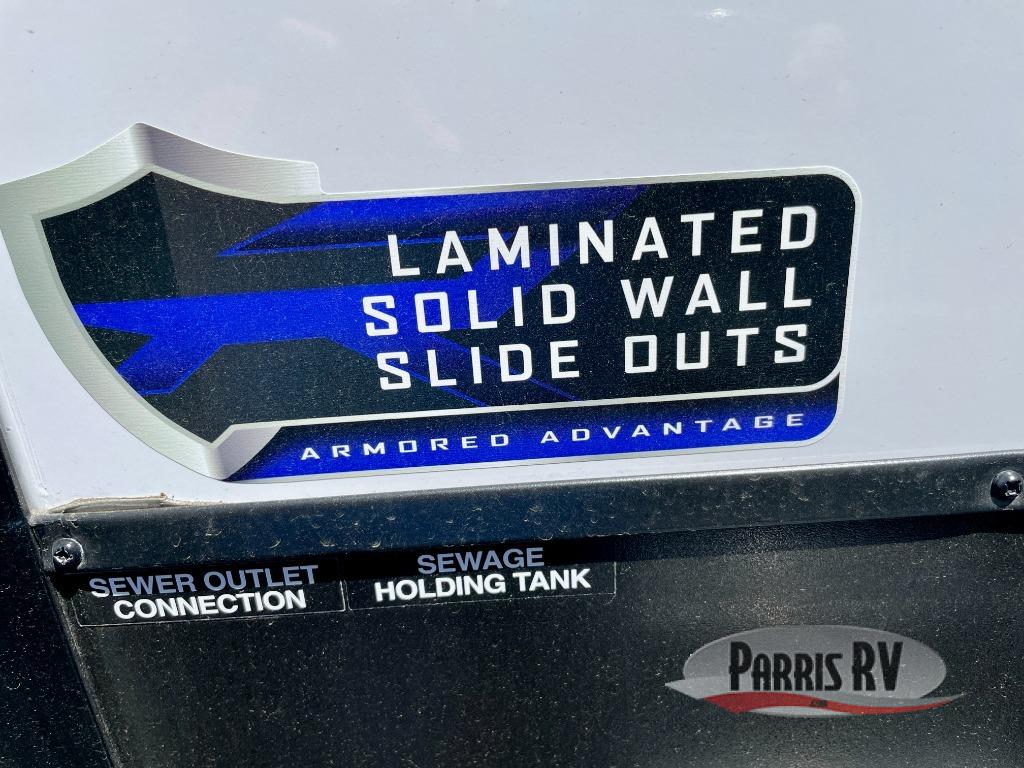 LAMINATED
SOLID WALL
SLIDE OUTS
ARMORED ADVANTAGE
SEWER OUTLET
CONNECTION
SEWAGE
HOLDING TANK
PARRIS RV